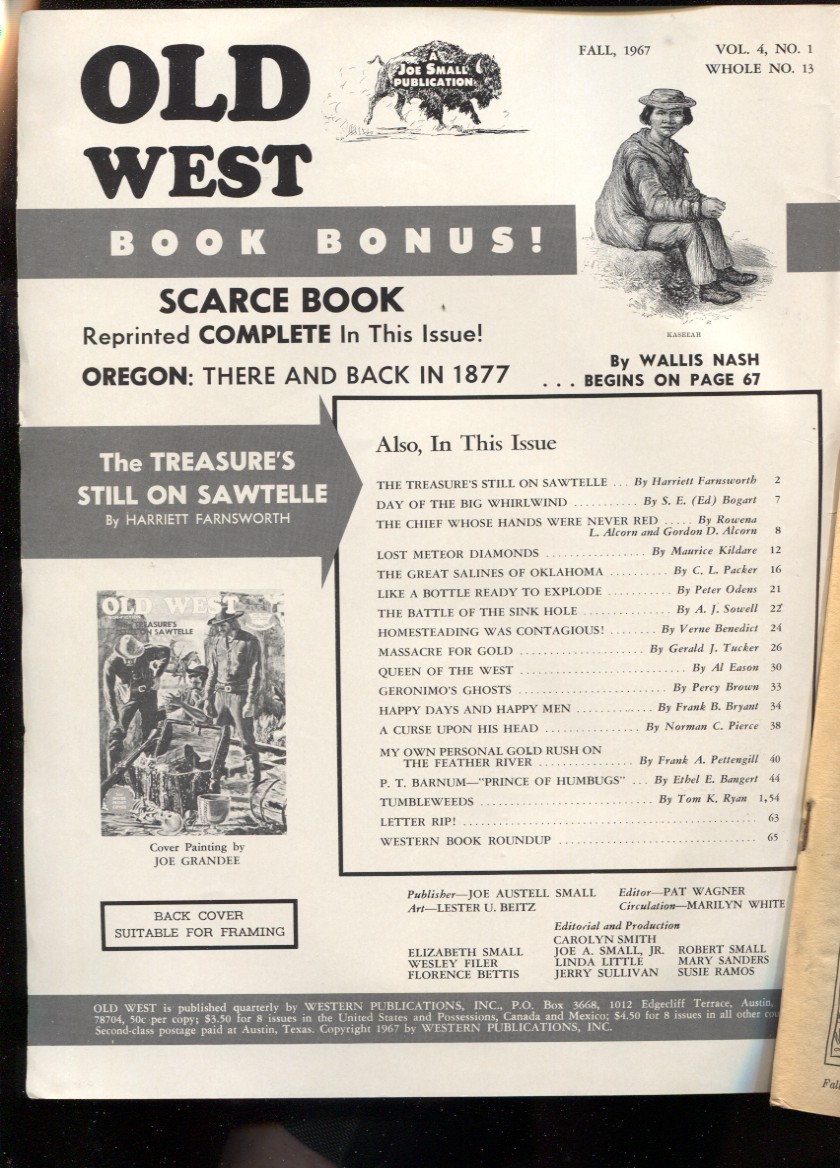 OLD
WEST
A
JOE SMALL
PUBLICATION
FALL, 1967
VOL. 4, NO. 1
WHOLE NO. 13
BOOK BONUS!
SCARCE BOOK
Reprinted COMPLETE In This Issue!
OREGON: THERE AND BACK IN 1877
KASHEAH
By WALLIS NASH
. . . BEGINS ON PAGE 67
The TREASURE'S
STILL ON SAWTELLE
By HARRIETT FARNSWORTH
OLD WEST
THE TREASURE'S
STILL ON SAWTELLE
Cover Painting by
JOE GRANDEE
BACK COVER
SUITABLE FOR FRAMING
Also, In This Issue
THE TREASURE'S STILL ON SAWTELLE ... By Harriett Farnsworth 2
DAY OF THE BIG WHIRLWIND ........... By S. E. (Ed) Bogart 7
THE CHIEF WHOSE HANDS WERE NEVER RED ..... By Rowena
L. Alcorn and Gordon D. Alcorn 8
LOST METEOR DIAMONDS ................. By Maurice Kildare 12
THE GREAT SALINES OF OKLAHOMA .......... By C. L. Packer 16
LIKE A BOTTLE READY TO EXPLODE ........... By Peter Odens 21
THE BATTLE OF THE SINK HOLE .............. By A. J. Sowell 22
HOMESTEADING WAS CONTAGIOUS! ........ By Verne Benedict 24
MASSACRE FOR GOLD ..................... By Gerald J. Tucker 26
QUEEN OF THE WEST ............................ By Al Eason 30
GERONIMO'S GHOSTS ......................... By Percy Brown 33
HAPPY DAYS AND HAPPY MEN ............. By Frank B. Bryant 34
A CURSE UPON HIS HEAD ................ By Norman C. Pierce 38
MY OWN PERSONAL GOLD RUSH ON
THE FEATHER RIVER ................ By Frank A. Pettengill 40
P. T. BARNUM—"PRINCE OF HUMBUGS" ... By Ethel E. Bangert 44
TUMBLEWEEDS ............................ By Tom K. Ryan 1,54
LETTER RIP! ................................................ 63
WESTERN BOOK ROUNDUP ................................ 65
Publisher—JOE AUSTELL SMALL Editor—PAT WAGNER
Art—LESTER U. BEITZ Circulation—MARILYN WHITE
Editorial and Production
CAROLYN SMITH
ELIZABETH SMALL JOE A. SMALL, JR. ROBERT SMALL
WESLEY FILER LINDA LITTLE MARY SANDERS
FLORENCE BETTIS JERRY SULLIVAN SUSIE RAMOS
OLD WEST is published quarterly by WESTERN PUBLICATIONS, INC., P.O. Box 3668, 1012 Edgecliff Terrace, Austin,
78704, 50c per copy; $3.50 for 8 issues in the United States and Possessions, Canada and Mexico; $4.50 for 8 issues in all other cou
Second-class postage paid at Austin, Texas. Copyright 1967 by WESTERN PUBLICATIONS, INC.
Fal